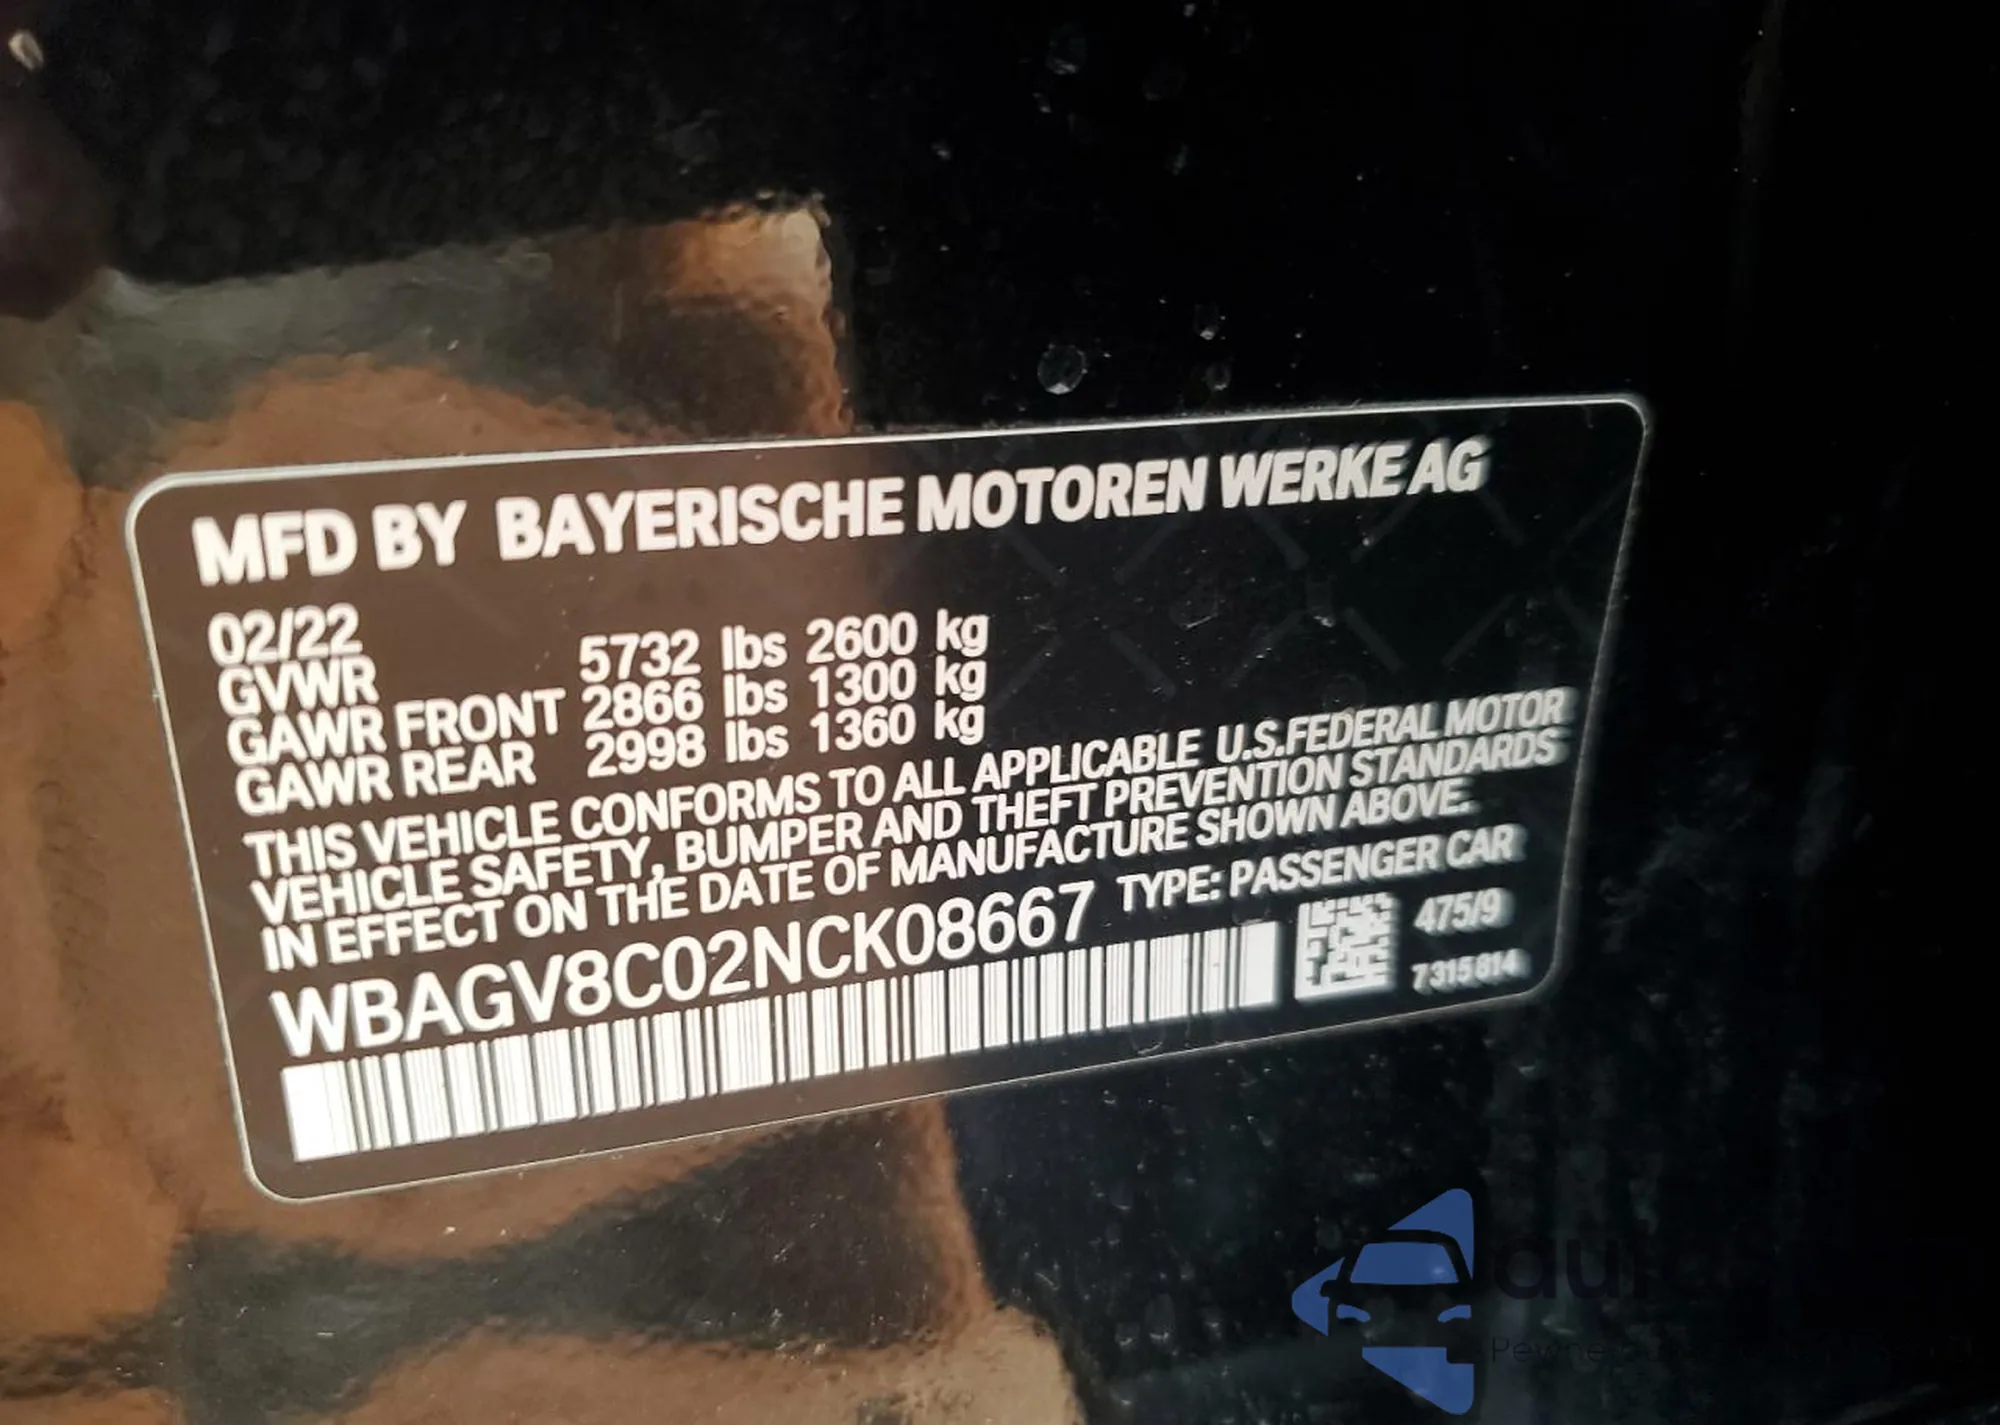 MFD BY BAYERISCHE MOTOREN WERKE AG
02/22
GVWR 5732 lbs 2600 kg
GAWR FRONT 2866 lbs 1300 kg
GAWR REAR 2998 lbs 1360 kg
THIS VEHICLE CONFORMS TO ALL APPLICABLE U.S.FEDERAL MOTOR
VEHICLE SAFETY, BUMPER AND THEFT PREVENTION STANDARDS
IN EFFECT ON THE DATE OF MANUFACTURE SHOWN ABOVE.
WBAGV8C02NCK08667 TYPE: PASSENGER CAR
475/9
7315814